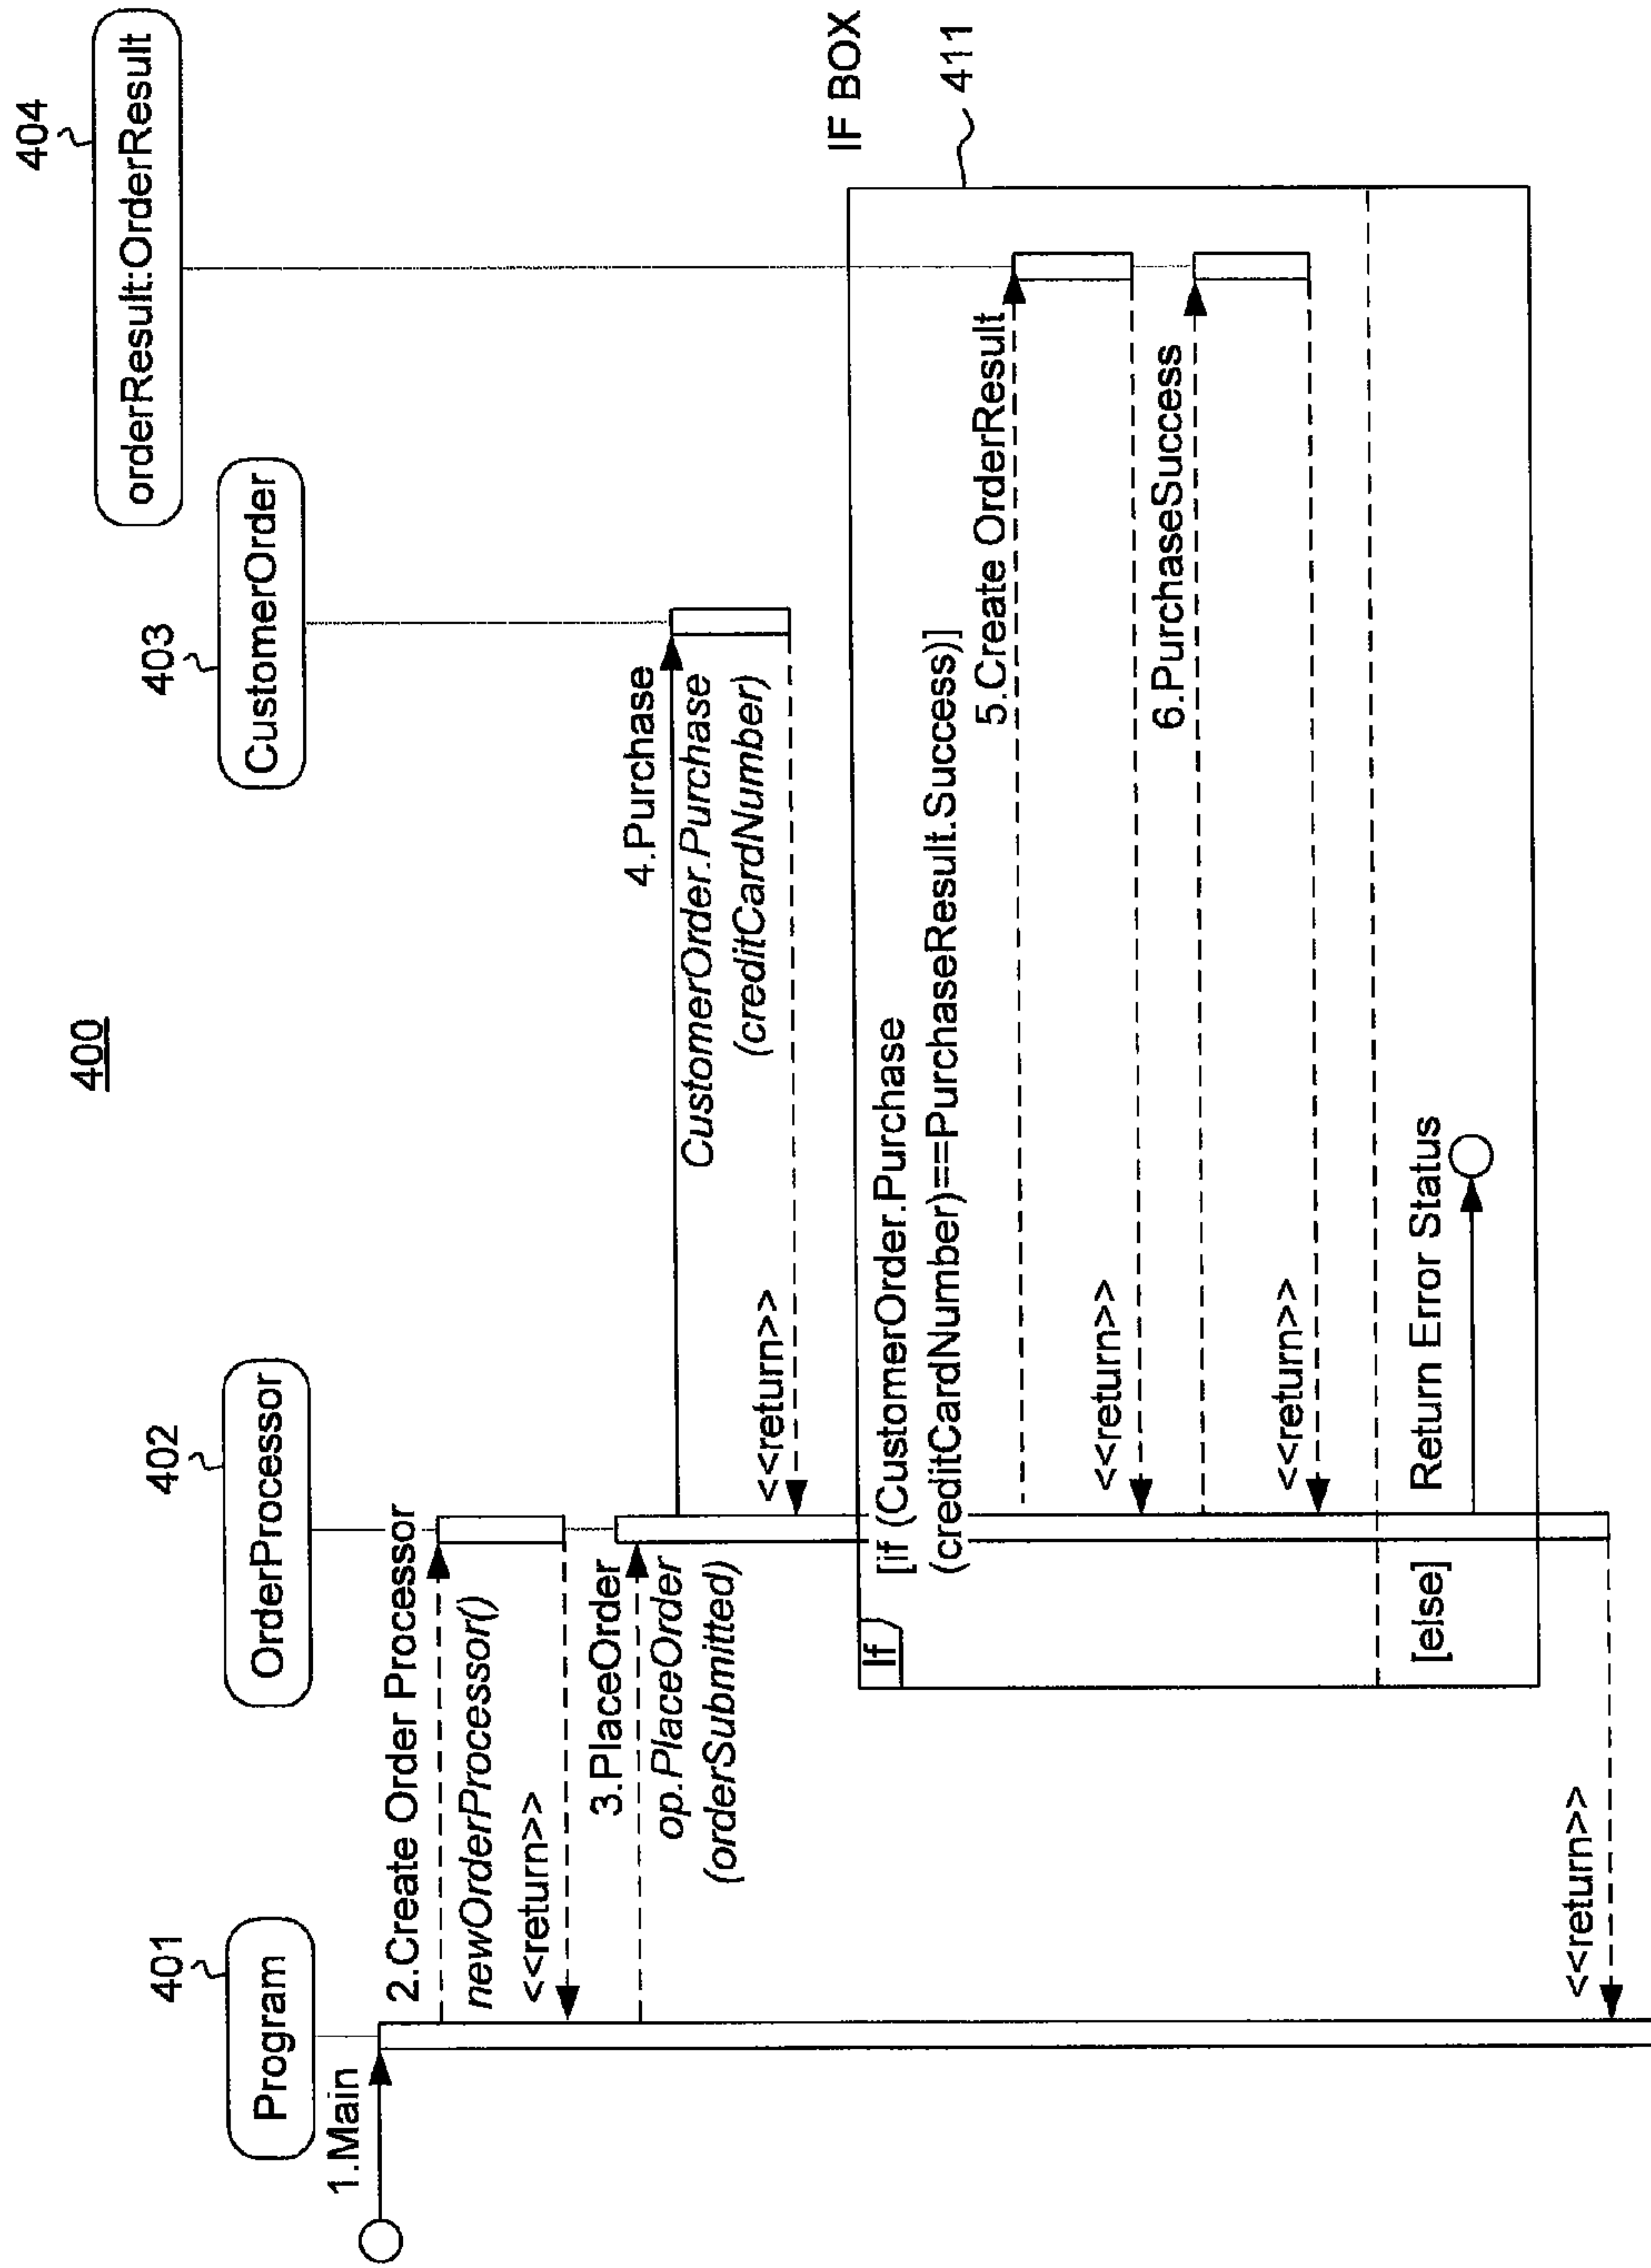 400
401
Program
402
OrderProcessor
403
CustomerOrder
404
orderResult:OrderResult
1.Main
2.Create Order Processor
newOrderProcessor()
<<return>>
3.PlaceOrder
op.PlaceOrder
(orderSubmitted)
4.Purchase
CustomerOrder.Purchase
(creditCardNumber)
<<return>>
IF BOX
411
If
[if (CustomerOrder.Purchase
(creditCardNumber)==PurchaseResult.Success)]
5.Create OrderResult
<<return>>
6.PurchaseSuccess
<<return>>
[else]
Return Error Status
<<return>>